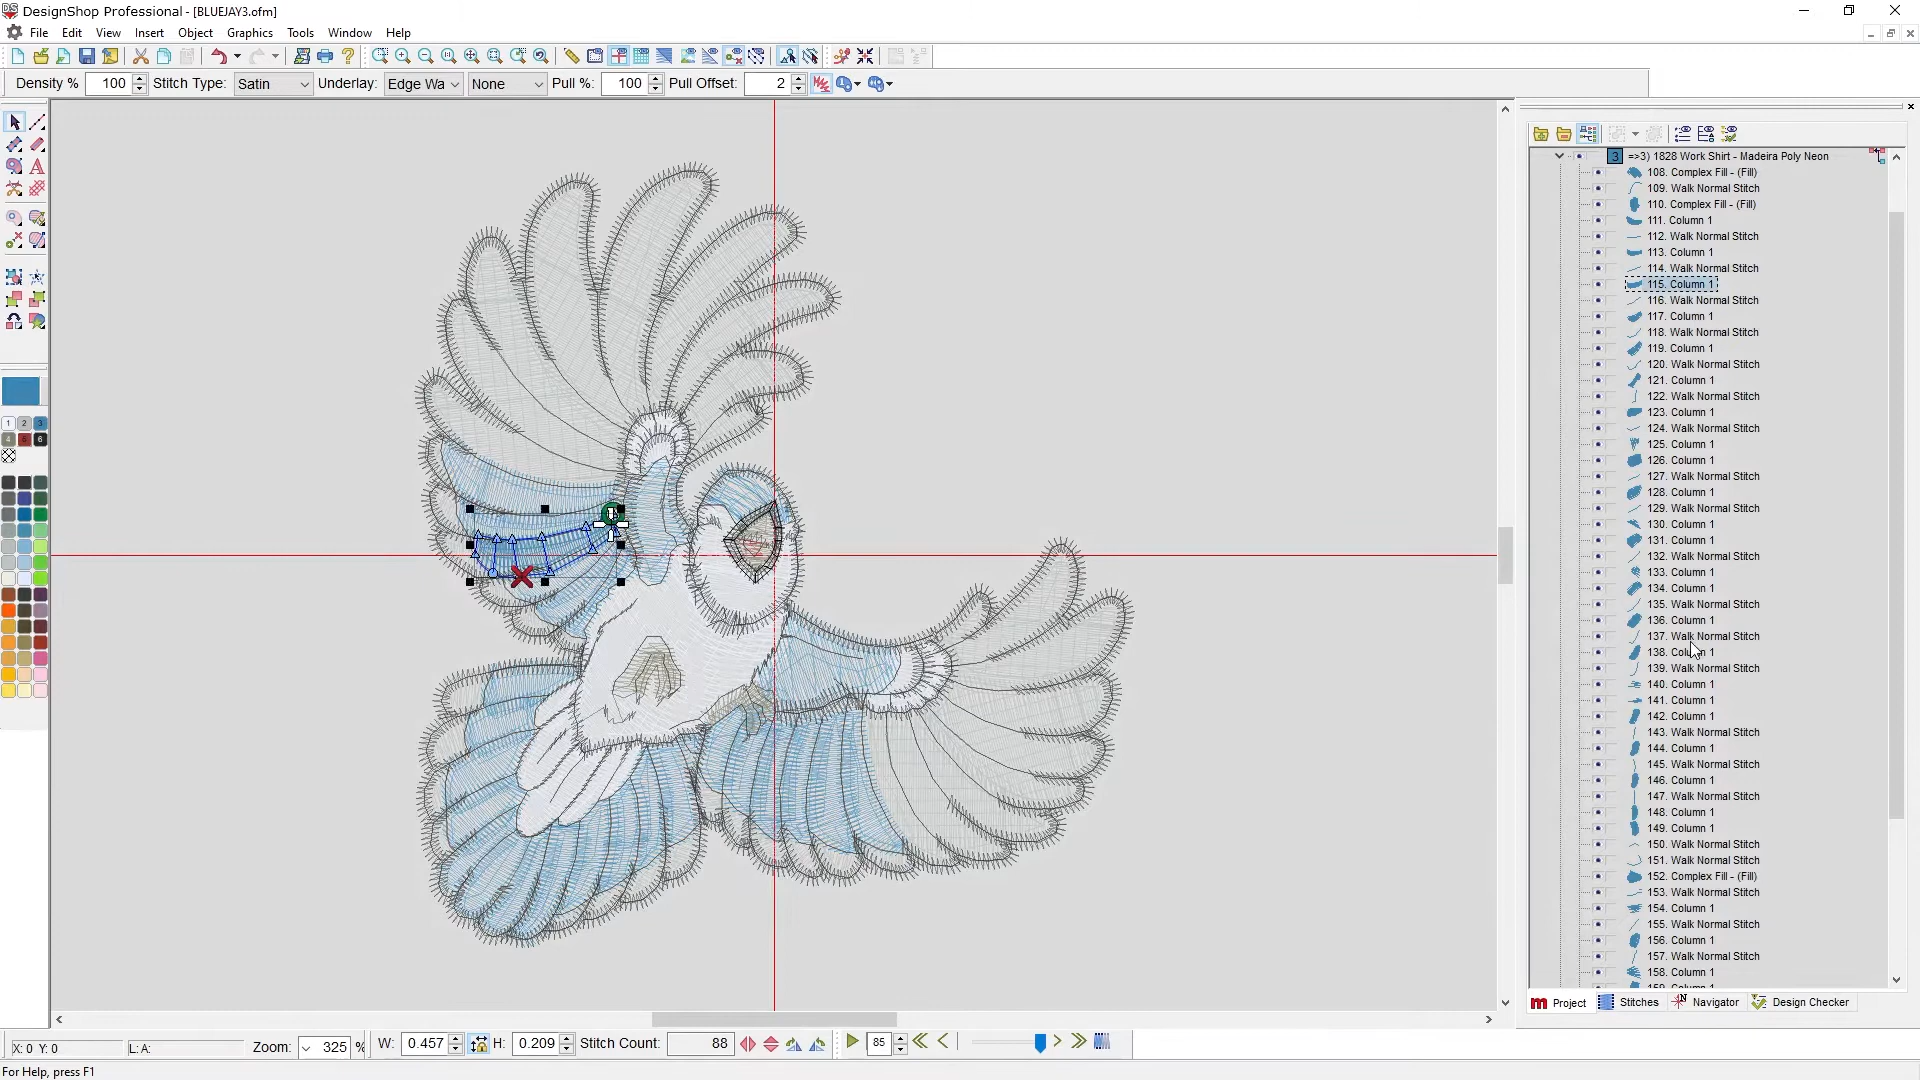 DesignShop Professional - [BLUEJAY3.ofm]
File Edit View Insert Object Graphics Tools Window Help
Density % 100 Stitch Type: Satin Underlay: Edge Wa None Pull %: 100 Pull Offset: 2
3 =>3) 1828 Work Shirt - Madeira Poly Neon
108. Complex Fill - (Fill)
109. Walk Normal Stitch
110. Complex Fill - (Fill)
111. Column 1
112. Walk Normal Stitch
113. Column 1
114. Walk Normal Stitch
115. Column 1
116. Walk Normal Stitch
117. Column 1
118. Walk Normal Stitch
119. Column 1
120. Walk Normal Stitch
121. Column 1
122. Walk Normal Stitch
123. Column 1
124. Walk Normal Stitch
125. Column 1
126. Column 1
127. Walk Normal Stitch
128. Column 1
129. Walk Normal Stitch
130. Column 1
131. Column 1
132. Walk Normal Stitch
133. Column 1
134. Column 1
135. Walk Normal Stitch
136. Column 1
137. Walk Normal Stitch
138. Column 1
139. Walk Normal Stitch
140. Column 1
141. Column 1
142. Column 1
143. Walk Normal Stitch
144. Column 1
145. Walk Normal Stitch
146. Column 1
147. Walk Normal Stitch
148. Column 1
149. Column 1
150. Walk Normal Stitch
151. Walk Normal Stitch
152. Complex Fill - (Fill)
153. Walk Normal Stitch
154. Column 1
155. Walk Normal Stitch
156. Column 1
157. Walk Normal Stitch
158. Column 1
159. Column 1
Project Stitches Navigator Design Checker
X: 0 Y: 0 L: A: Zoom: 325 % W: 0.457 H: 0.209 Stitch Count: 88 85
For Help, press F1